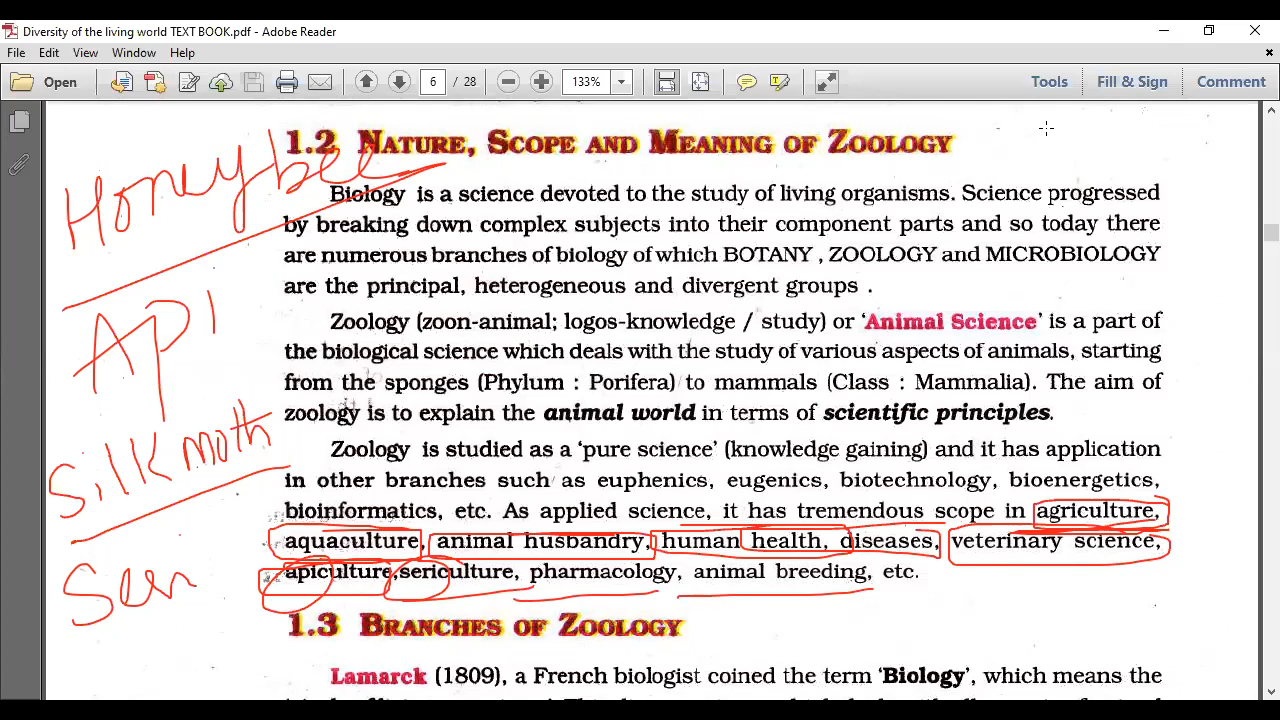 Diversity of the living world TEXT BOOK.pdf - Adobe Reader
File Edit View Window Help
Open 6 / 28 133% Tools Fill & Sign Comment
1.2 NATURE, SCOPE AND MEANING OF ZOOLOGY
Honeybee
Biology is a science devoted to the study of living organisms. Science progressed
by breaking down complex subjects into their component parts and so today there
are numerous branches of biology of which BOTANY , ZOOLOGY and MICROBIOLOGY
are the principal, heterogeneous and divergent groups .
API
Zoology (zoon-animal; logos-knowledge / study) or 'Animal Science' is a part of
the biological science which deals with the study of various aspects of animals, starting
from the sponges (Phylum : Porifera) to mammals (Class : Mammalia). The aim of
zoology is to explain the animal world in terms of scientific principles.
Silk moth
Zoology is studied as a 'pure science' (knowledge gaining) and it has application
in other branches such as euphenics, eugenics, biotechnology, bioenergetics,
bioinformatics, etc. As applied science, it has tremendous scope in agriculture,
aquaculture, animal husbandry, human health, diseases, veterinary science,
apiculture,sericulture, pharmacology, animal breeding, etc.
1.3 BRANCHES OF ZOOLOGY
Lamarck (1809), a French biologist coined the term 'Biology', which means the